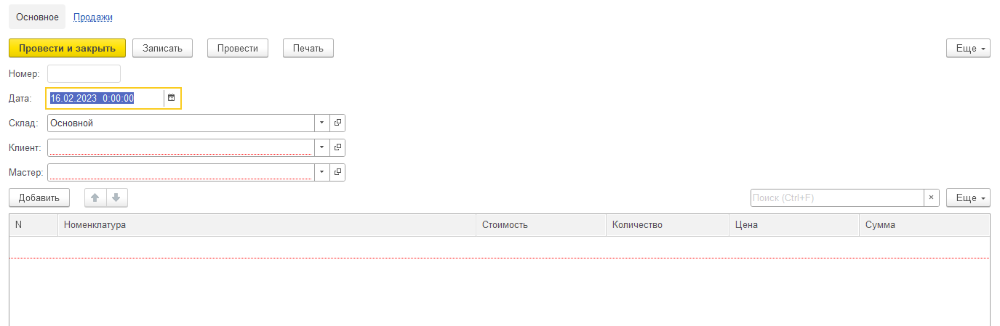 Основное Продажи
Провести и закрыть Записать Провести Печать Еще
Номер:
Дата: 16.02.2023 0:00:00
Склад: Основной
Клиент:
Мастер:
Добавить Поиск (Ctrl+F) × Еще
N Номенклатура Стоимость Количество Цена Сумма